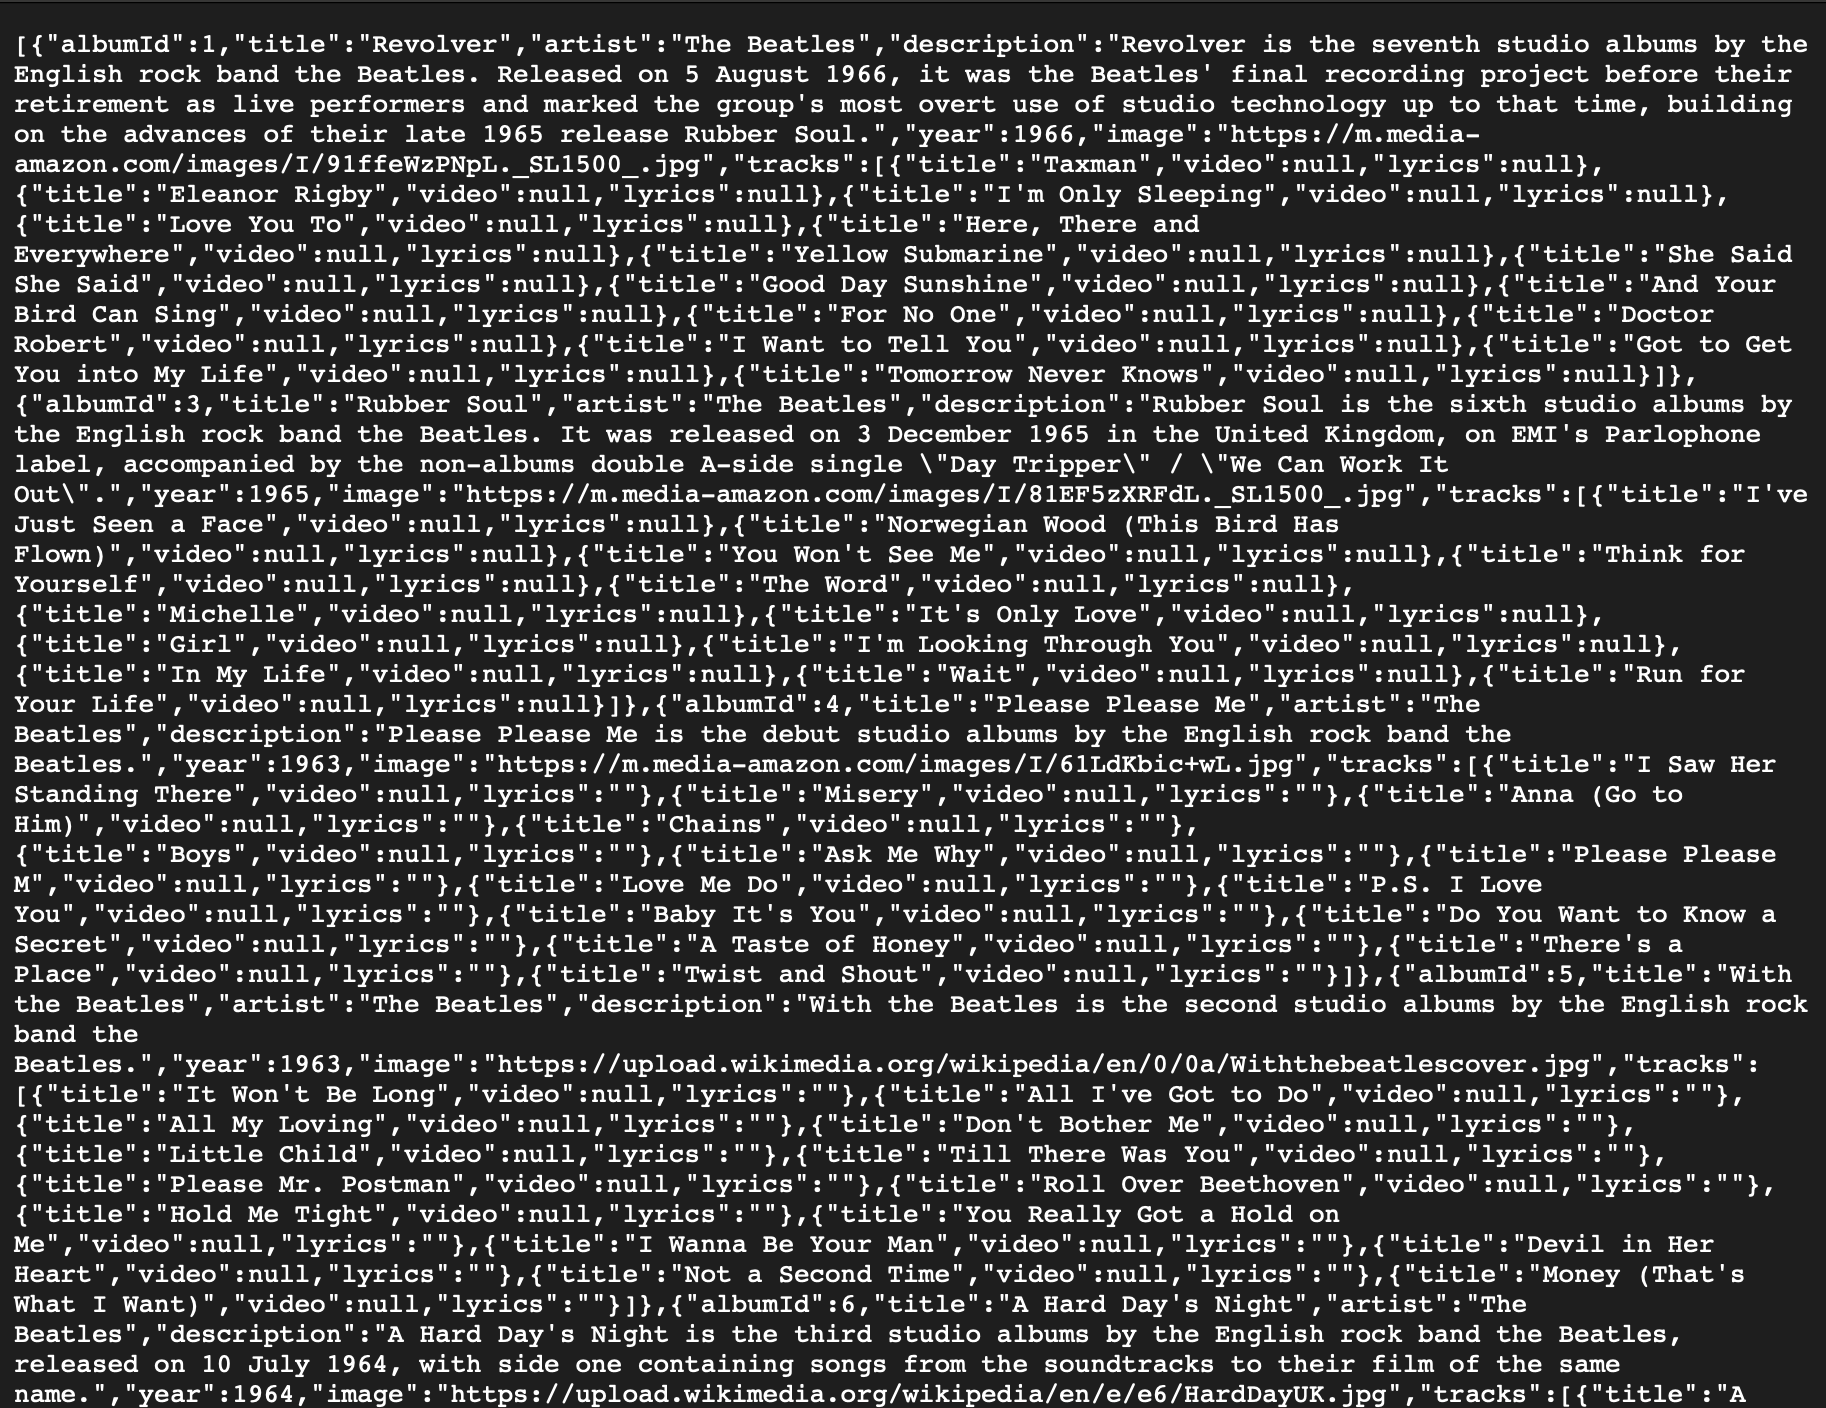 [{"albumId":1,"title":"Revolver","artist":"The Beatles","description":"Revolver is the seventh studio albums by the
English rock band the Beatles. Released on 5 August 1966, it was the Beatles' final recording project before their
retirement as live performers and marked the group's most overt use of studio technology up to that time, building
on the advances of their late 1965 release Rubber Soul.","year":1966,"image":"https://m.media-
amazon.com/images/I/91ffeWzPNpL._SL1500_.jpg","tracks":[{"title":"Taxman","video":null,"lyrics":null},
{"title":"Eleanor Rigby","video":null,"lyrics":null},{"title":"I'm Only Sleeping","video":null,"lyrics":null},
{"title":"Love You To","video":null,"lyrics":null},{"title":"Here, There and
Everywhere","video":null,"lyrics":null},{"title":"Yellow Submarine","video":null,"lyrics":null},{"title":"She Said
She Said","video":null,"lyrics":null},{"title":"Good Day Sunshine","video":null,"lyrics":null},{"title":"And Your
Bird Can Sing","video":null,"lyrics":null},{"title":"For No One","video":null,"lyrics":null},{"title":"Doctor
Robert","video":null,"lyrics":null},{"title":"I Want to Tell You","video":null,"lyrics":null},{"title":"Got to Get
You into My Life","video":null,"lyrics":null},{"title":"Tomorrow Never Knows","video":null,"lyrics":null}]},
{"albumId":3,"title":"Rubber Soul","artist":"The Beatles","description":"Rubber Soul is the sixth studio albums by
the English rock band the Beatles. It was released on 3 December 1965 in the United Kingdom, on EMI's Parlophone
label, accompanied by the non-albums double A-side single \"Day Tripper\" / \"We Can Work It
Out\".","year":1965,"image":"https://m.media-amazon.com/images/I/81EF5zXRFdL._SL1500_.jpg","tracks":[{"title":"I've
Just Seen a Face","video":null,"lyrics":null},{"title":"Norwegian Wood (This Bird Has
Flown)","video":null,"lyrics":null},{"title":"You Won't See Me","video":null,"lyrics":null},{"title":"Think for
Yourself","video":null,"lyrics":null},{"title":"The Word","video":null,"lyrics":null},
{"title":"Michelle","video":null,"lyrics":null},{"title":"It's Only Love","video":null,"lyrics":null},
{"title":"Girl","video":null,"lyrics":null},{"title":"I'm Looking Through You","video":null,"lyrics":null},
{"title":"In My Life","video":null,"lyrics":null},{"title":"Wait","video":null,"lyrics":null},{"title":"Run for
Your Life","video":null,"lyrics":null}]},{"albumId":4,"title":"Please Please Me","artist":"The
Beatles","description":"Please Please Me is the debut studio albums by the English rock band the
Beatles.","year":1963,"image":"https://m.media-amazon.com/images/I/61LdKbic+wL.jpg","tracks":[{"title":"I Saw Her
Standing There","video":null,"lyrics":""},{"title":"Misery","video":null,"lyrics":""},{"title":"Anna (Go to
Him)","video":null,"lyrics":""},{"title":"Chains","video":null,"lyrics":""},
{"title":"Boys","video":null,"lyrics":""},{"title":"Ask Me Why","video":null,"lyrics":""},{"title":"Please Please
M","video":null,"lyrics":""},{"title":"Love Me Do","video":null,"lyrics":""},{"title":"P.S. I Love
You","video":null,"lyrics":""},{"title":"Baby It's You","video":null,"lyrics":""},{"title":"Do You Want to Know a
Secret","video":null,"lyrics":""},{"title":"A Taste of Honey","video":null,"lyrics":""},{"title":"There's a
Place","video":null,"lyrics":""},{"title":"Twist and Shout","video":null,"lyrics":""}]},{"albumId":5,"title":"With
the Beatles","artist":"The Beatles","description":"With the Beatles is the second studio albums by the English rock
band the
Beatles.","year":1963,"image":"https://upload.wikimedia.org/wikipedia/en/0/0a/Withthebeatlescover.jpg","tracks":
[{"title":"It Won't Be Long","video":null,"lyrics":""},{"title":"All I've Got to Do","video":null,"lyrics":""},
{"title":"All My Loving","video":null,"lyrics":""},{"title":"Don't Bother Me","video":null,"lyrics":""},
{"title":"Little Child","video":null,"lyrics":""},{"title":"Till There Was You","video":null,"lyrics":""},
{"title":"Please Mr. Postman","video":null,"lyrics":""},{"title":"Roll Over Beethoven","video":null,"lyrics":""},
{"title":"Hold Me Tight","video":null,"lyrics":""},{"title":"You Really Got a Hold on
Me","video":null,"lyrics":""},{"title":"I Wanna Be Your Man","video":null,"lyrics":""},{"title":"Devil in Her
Heart","video":null,"lyrics":""},{"title":"Not a Second Time","video":null,"lyrics":""},{"title":"Money (That's
What I Want)","video":null,"lyrics":""}]},{"albumId":6,"title":"A Hard Day's Night","artist":"The
Beatles","description":"A Hard Day's Night is the third studio albums by the English rock band the Beatles,
released on 10 July 1964, with side one containing songs from the soundtracks to their film of the same
name.","year":1964,"image":"https://upload.wikimedia.org/wikipedia/en/e/e6/HardDayUK.jpg","tracks":[{"title":"A